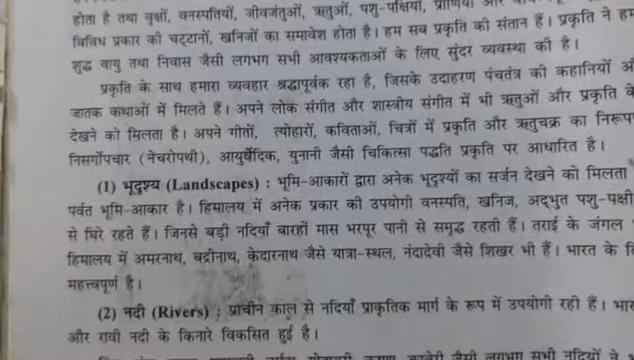 होता है तथा वृक्षों, वनस्पतियों, जीवजंतुओं, ऋतुओं, पशु-पक्षियों, प्राणियों और
विविध प्रकार की चट्टानों, खनिजों का समावेश होता है। हम सब प्रकृति की संतान हैं। प्रकृति ने हम
शुद्ध वायु तथा निवास जैसी लगभग सभी आवश्यकताओं के लिए सुंदर व्यवस्था की है।
प्रकृति के साथ हमारा व्यवहार श्रद्धापूर्वक रहा है, जिसके उदाहरण पंचतंत्र की कहानियों औ
जातक कथाओं में मिलते हैं। अपने लोक संगीत और शास्त्रीय संगीत में भी ऋतुओं और प्रकृति के
देखने को मिलता है। अपने गीतों, त्योहारों, कविताओं, चित्रों में प्रकृति और ऋतुचक्र का निरूप
निसर्गोपचार (नेचरोपथी), आयुर्वेदिक, युनानी जैसी चिकित्सा पद्धति प्रकृति पर आधारित है।
(1) भूदृश्य (Landscapes) : भूमि-आकारों द्वारा अनेक भूदृश्यों का सर्जन देखने को मिलता
पर्वत भूमि-आकार है। हिमालय में अनेक प्रकार की उपयोगी वनस्पति, खनिज, अद्‌भुत पशु-पक्षी
से घिरे रहते हैं। जिनसे बड़ी नदियाँ बारहों मास भरपूर पानी से समृद्ध रहती हैं। तराई के जंगल
हिमालय में अमरनाथ, बद्रीनाथ, केदारनाथ जैसे यात्रा-स्थल, नंदादेवी जैसे शिखर भी हैं। भारत के लि
महत्त्वपूर्ण है।
(2) नदी (Rivers) : प्राचीन काल से नदियाँ प्राकृतिक मार्ग के रूप में उपयोगी रही हैं। भार
और रावी नदी के किनारे विकसित हुई है।